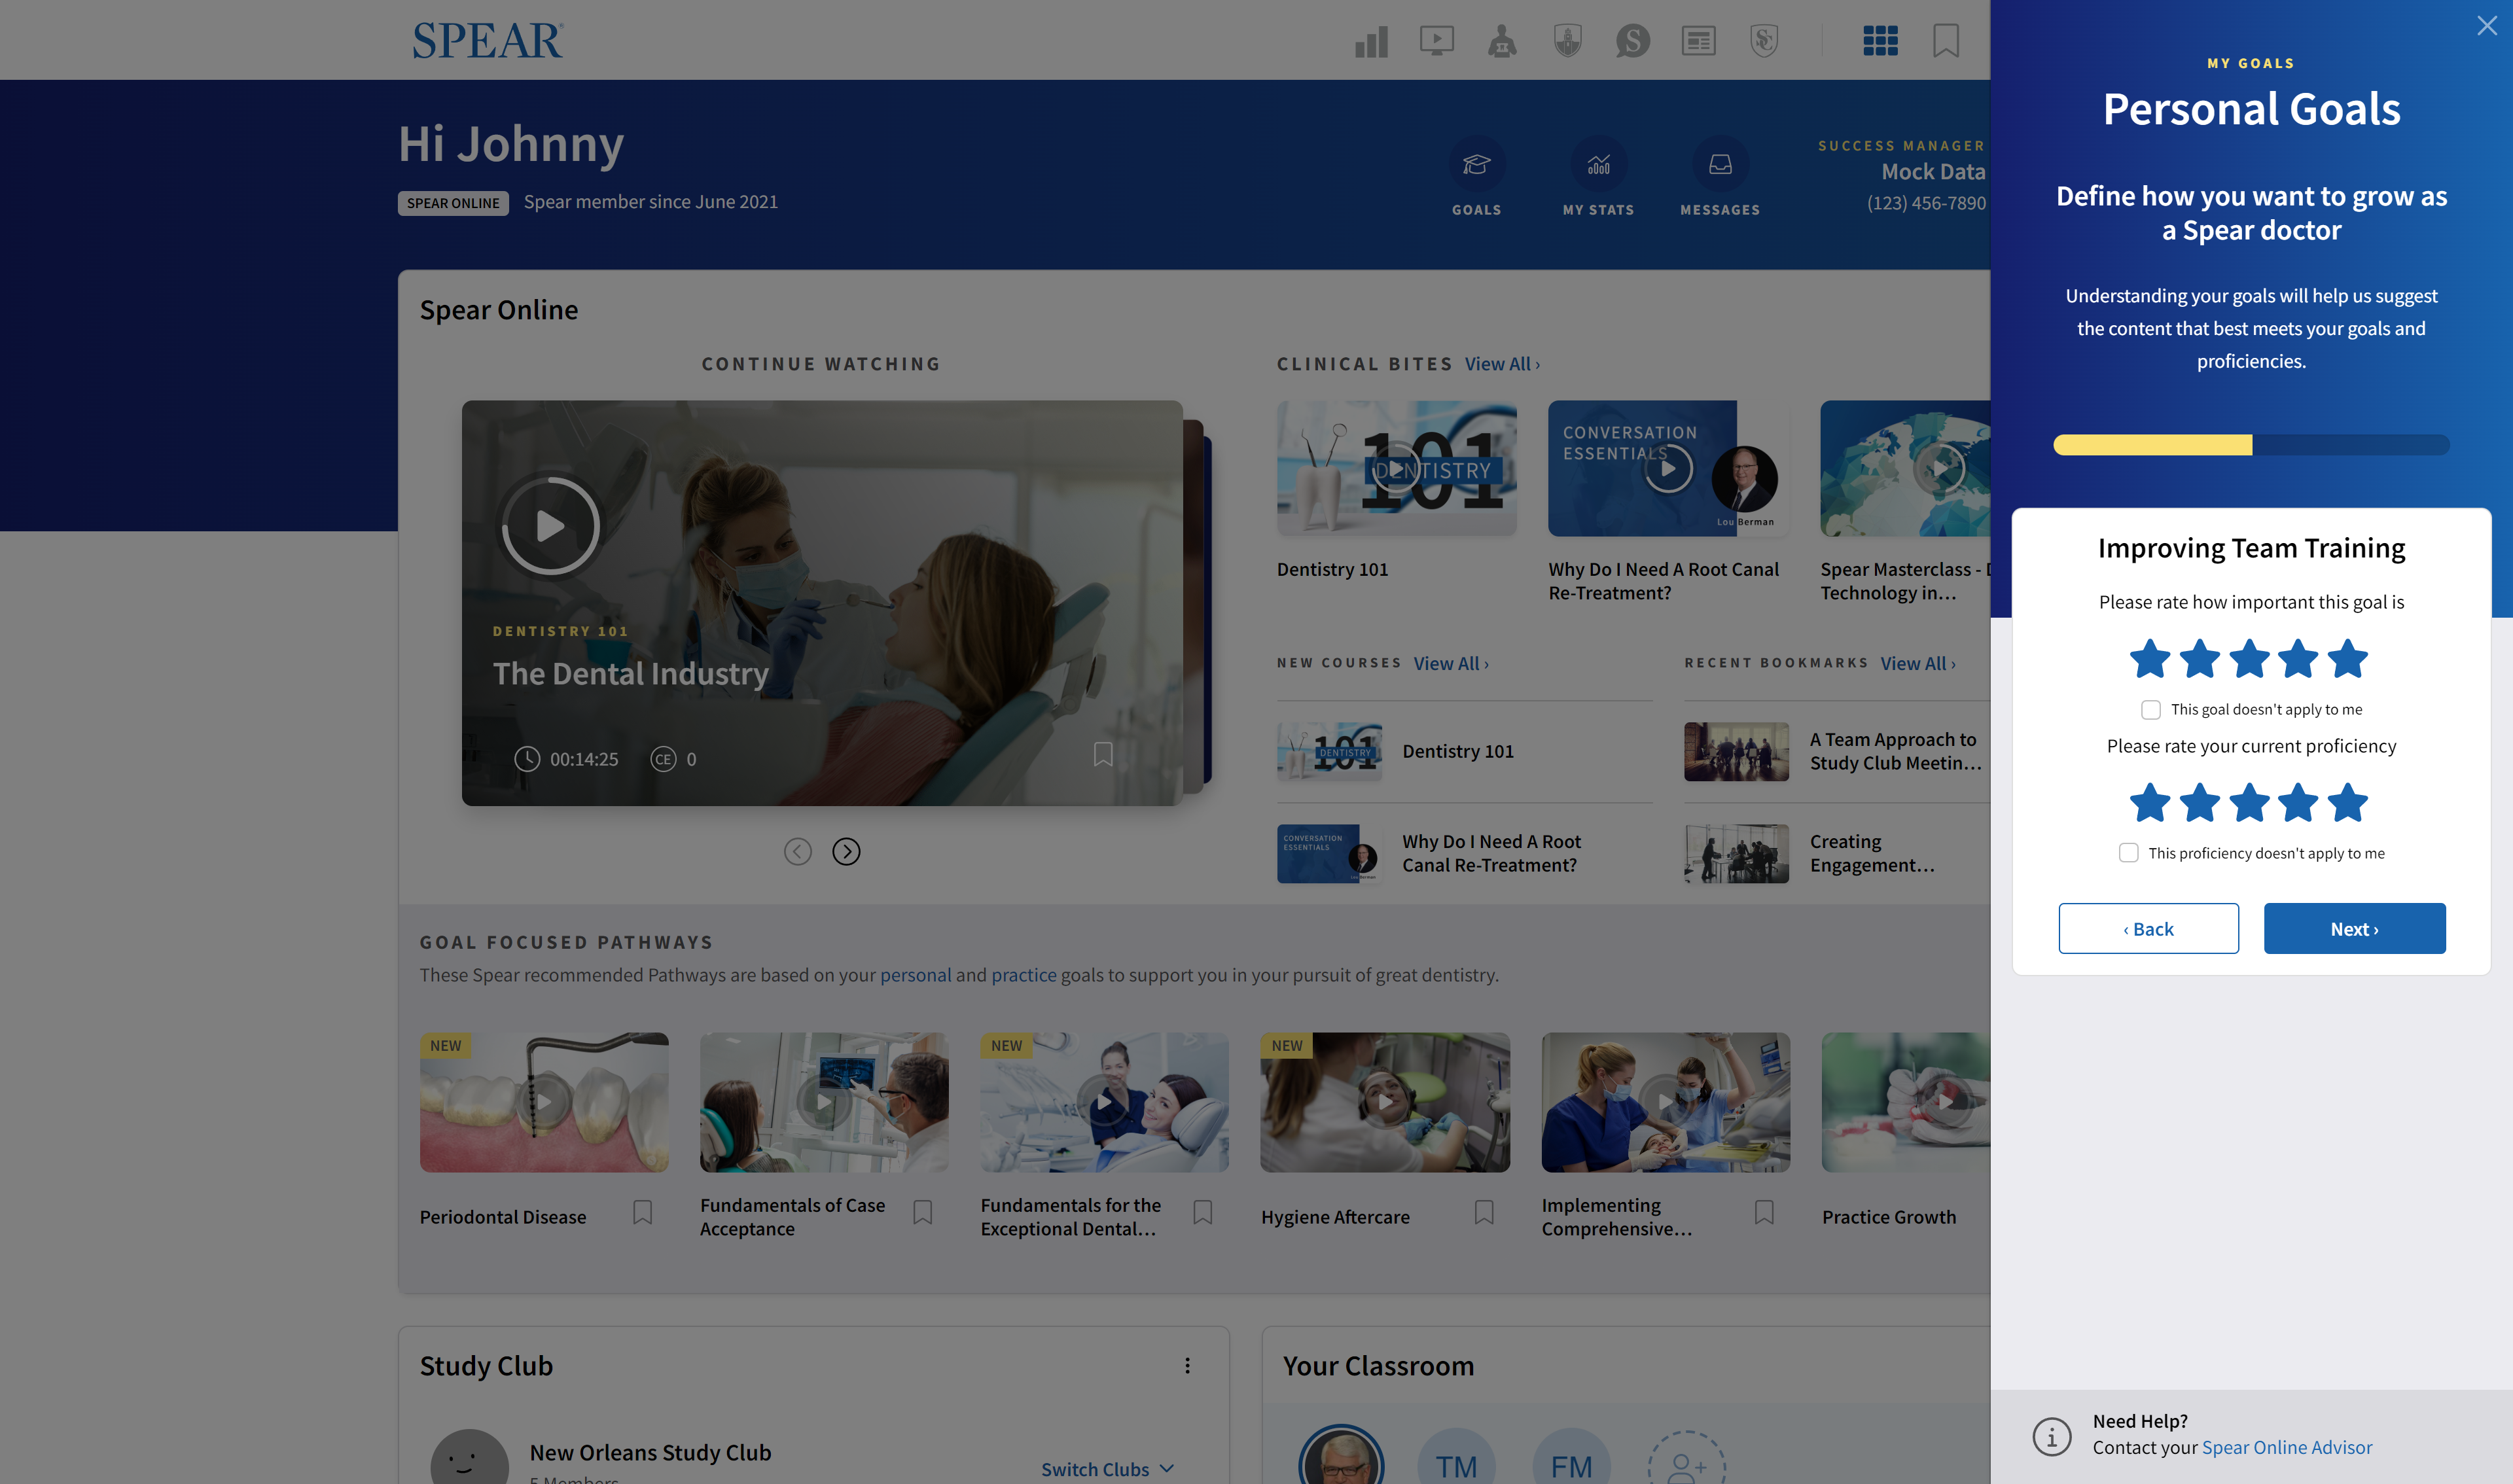 SPEAR®
Hi Johnny
SPEAR ONLINE
Spear member since June 2021
GOALS
MY STATS
MESSAGES
SUCCESS MANAGER
Mock Data
(123) 456-7890
Spear Online
CONTINUE WATCHING
DENTISTRY 101
The Dental Industry
00:14:25
CE 0
CLINICAL BITES View All ›
101
DENTISTRY
CONVERSATION
ESSENTIALS
Lou Berman
Dentistry 101
Why Do I Need A Root Canal
Re-Treatment?
Spear Masterclass -
Technology in...
NEW COURSES View All ›
101
DENTISTRY
Dentistry 101
CONVERSATION
ESSENTIALS
Lou Berman
Why Do I Need A Root
Canal Re-Treatment?
RECENT BOOKMARKS View All ›
A Team Approach to
Study Club Meetin...
Creating
Engagement...
GOAL FOCUSED PATHWAYS
These Spear recommended Pathways are based on your personal and practice goals to support you in your pursuit of great dentistry.
NEW
NEW
NEW
Periodontal Disease
Fundamentals of Case
Acceptance
Fundamentals for the
Exceptional Dental...
Hygiene Aftercare
Implementing
Comprehensive...
Practice Growth
Study Club
New Orleans Study Club
5 Members
Switch Clubs
Your Classroom
TM
FM
MY GOALS
Personal Goals
Define how you want to grow as
a Spear doctor
Understanding your goals will help us suggest
the content that best meets your goals and
proficiencies.
Improving Team Training
Please rate how important this goal is
This goal doesn't apply to me
Please rate your current proficiency
This proficiency doesn't apply to me
‹ Back
Next ›
Need Help?
Contact your Spear Online Advisor